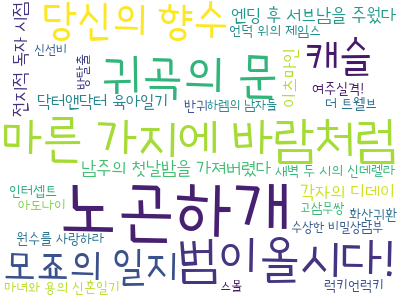 당신의 향수
엔딩 후 서브남을 주웠다
언덕 위의 제임스
전지적 독자 시점
신선비
방탈출
귀곡의 문
이츠마인
캐슬
여주실격!
닥터앤닥터 육아일기
반귀하렘의 남자들
더 트웰브
마른 가지에 바람처럼
남주의 첫날밤을 가져버렸다
새벽 두 시의 신데렐라
인터셉트
아도나이
노곤하개
각자의 디데이
고삼무쌍
화산귀환
원수를 사랑하라
수상한 비밀상담부
모죠의 일지
범이올시다!
마녀와 용의 신혼일기
스몰
럭키언럭키